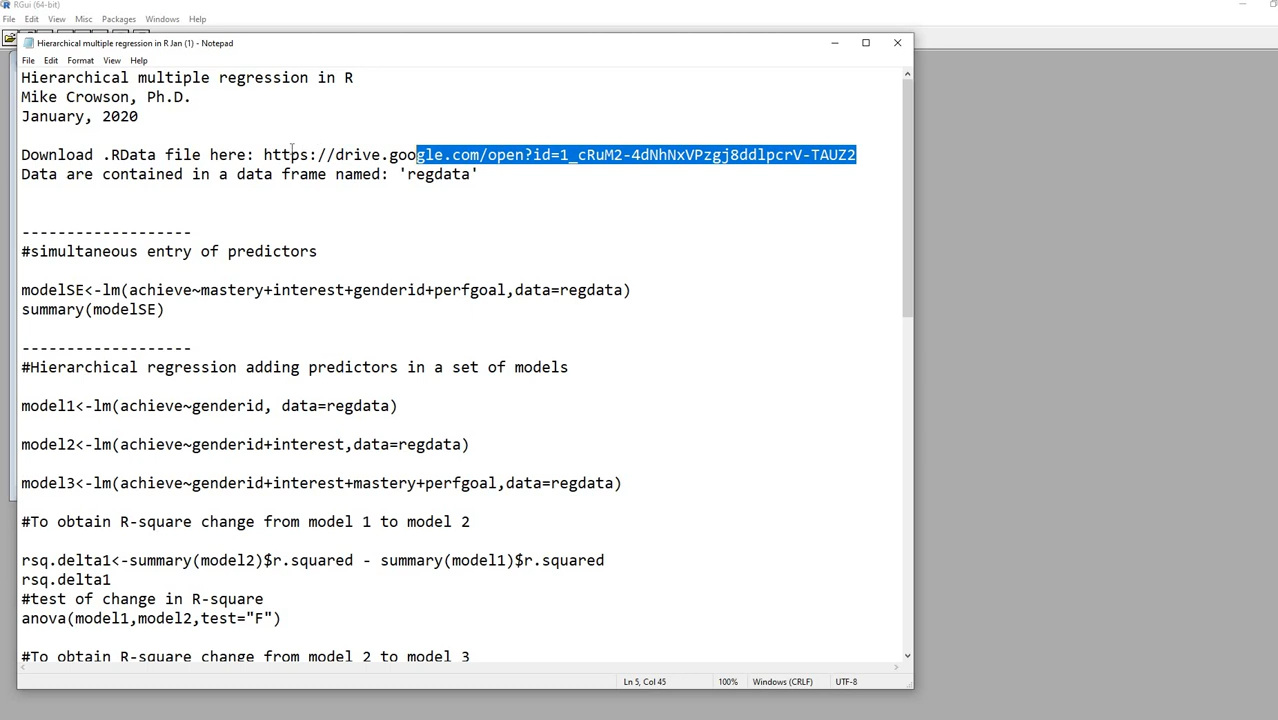 RGui (64-bit)
File Edit View Misc Packages Windows Help
Hierarchical multiple regression in R Jan (1) - Notepad
File Edit Format View Help
Hierarchical multiple regression in R
Mike Crowson, Ph.D.
January, 2020
Download .RData file here: https://drive.google.com/open?id=1_cRuM2-4dNhNxVPzgj8ddlpcrV-TAUZ2
Data are contained in a data frame named: 'regdata'
------------------
#simultaneous entry of predictors
modelSE<-lm(achieve~mastery+interest+genderid+perfgoal,data=regdata)
summary(modelSE)
------------------
#Hierarchical regression adding predictors in a set of models
model1<-lm(achieve~genderid, data=regdata)
model2<-lm(achieve~genderid+interest,data=regdata)
model3<-lm(achieve~genderid+interest+mastery+perfgoal,data=regdata)
#To obtain R-square change from model 1 to model 2
rsq.delta1<-summary(model2)$r.squared - summary(model1)$r.squared
rsq.delta1
#test of change in R-square
anova(model1,model2,test="F")
#To obtain R-square change from model 2 to model 3
Ln 5, Col 45 100% Windows (CRLF) UTF-8